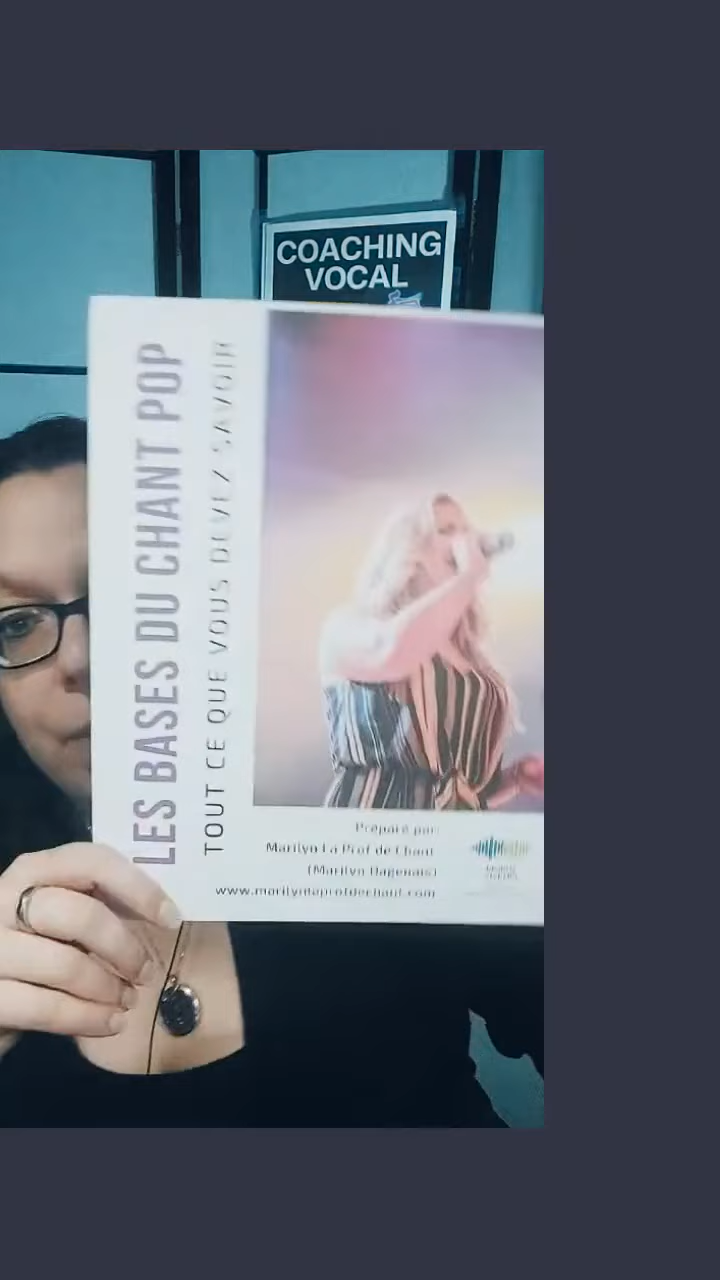 COACHING
VOCAL
LES BASES DU CHANT POP
TOUT CE QUE VOUS DEVEZ SAVOIR
Préparé par:
Marilyn La Prof de Chant
(Marilyn Dagenais)
www.marilynlaprofdechant.com